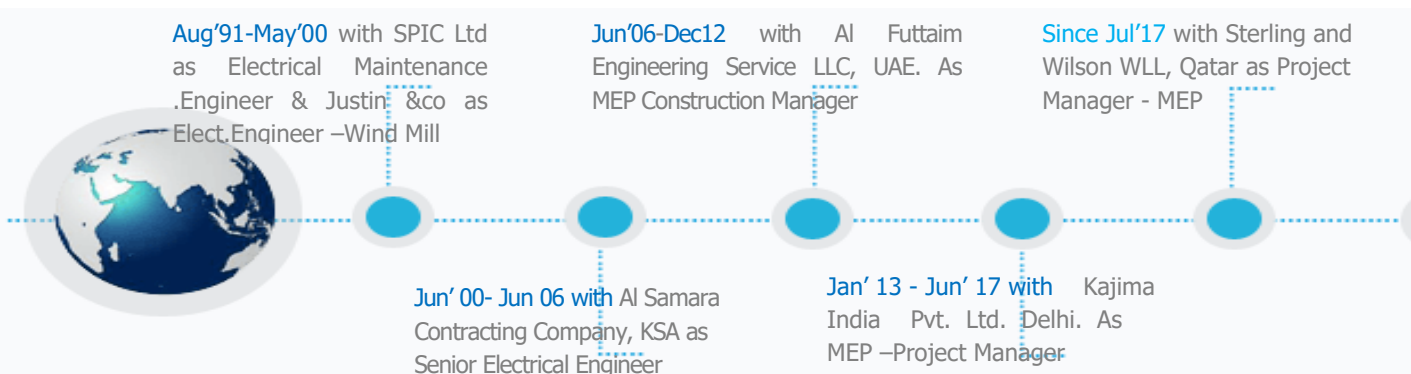 Aug'91-May'00 with SPIC Ltd
as Electrical Maintenance
.Engineer & Justin &co as
Elect.Engineer –Wind Mill
Jun' 00- Jun 06 with Al Samara
Contracting Company, KSA as
Senior Electrical Engineer
Jun'06-Dec12 with Al Futtaim
Engineering Service LLC, UAE. As
MEP Construction Manager
Jan' 13 - Jun' 17 with Kajima
India Pvt. Ltd. Delhi. As
MEP –Project Manager
Since Jul'17 with Sterling and
Wilson WLL, Qatar as Project
Manager - MEP